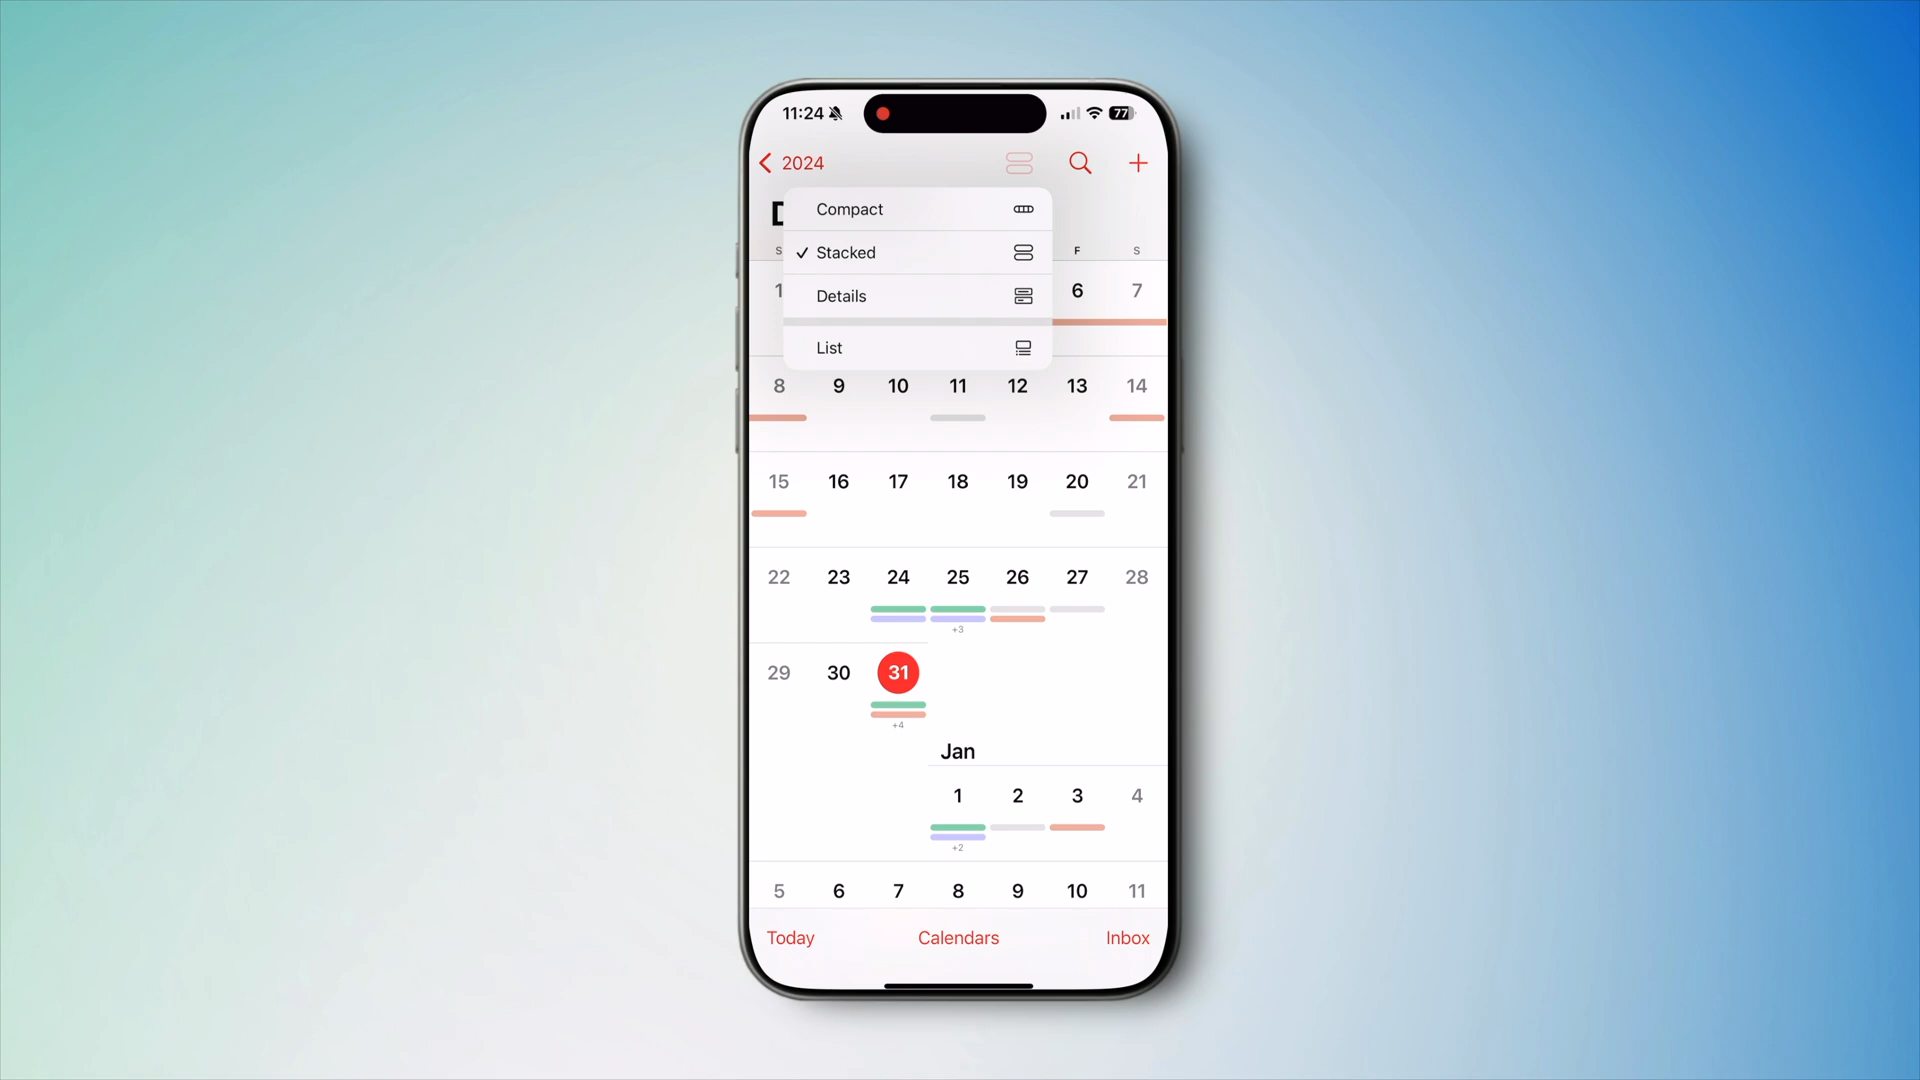 11:24 77
2024
Compact
D
Stacked
S F S
Details
1 6 7
List
8 9 10 11 12 13 14
15 16 17 18 19 20 21
22 23 24 25 26 27 28
+3
29 30 31
+4
Jan
1 2 3 4
+2
5 6 7 8 9 10 11
Today Calendars Inbox